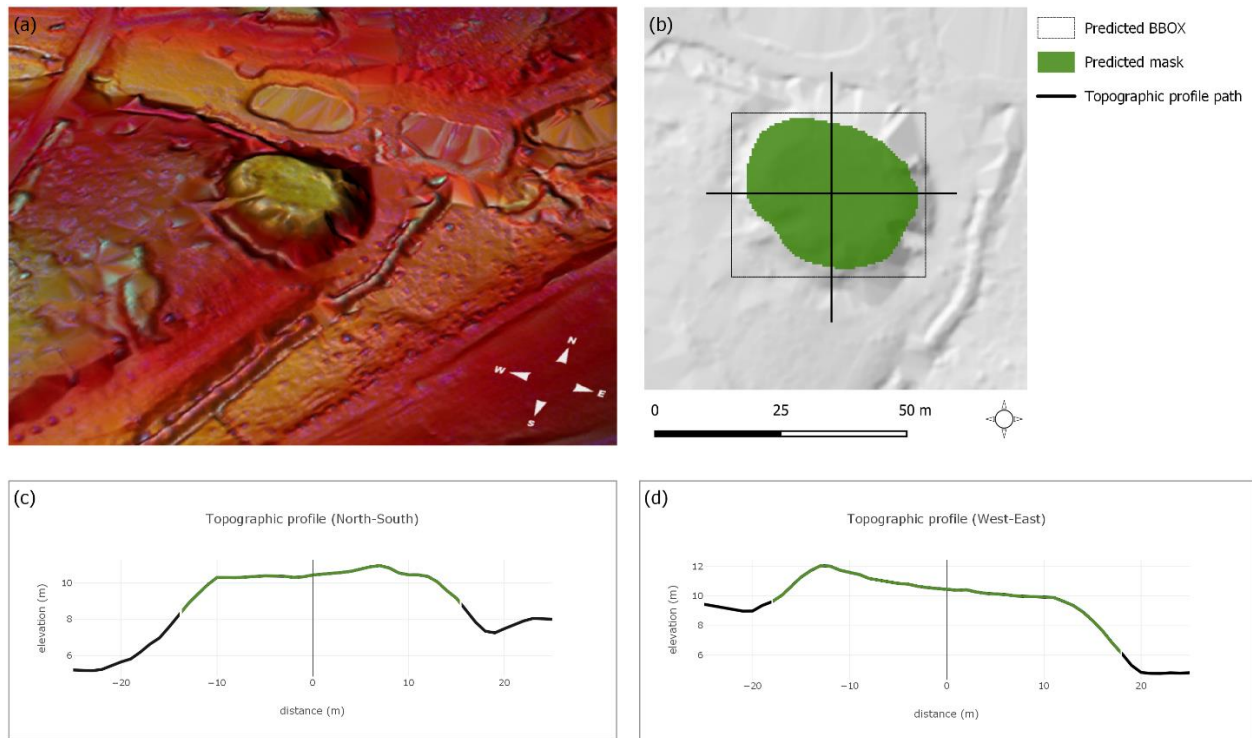 (a)
N
W
E
S
(b)
Predicted BBOX
Predicted mask
Topographic profile path
0 25 50 m
(c)
Topographic profile (North-South)
10
8
6
elevation (m)
−20 −10 0 10 20
distance (m)
(d)
Topographic profile (West-East)
12
10
8
6
elevation (m)
−20 −10 0 10 20
distance (m)